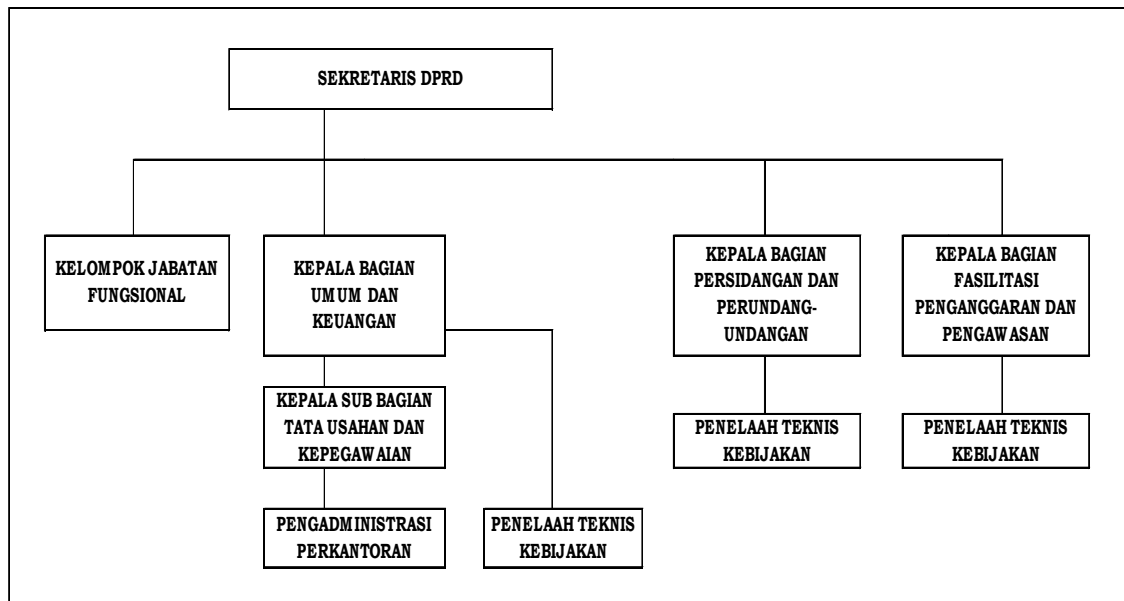 SEKRETARIS DPRD
KELOMPOK JABATAN
FUNGSIONAL
KEPALA BAGIAN
UMUM DAN
KEUANGAN
KEPALA BAGIAN
PERSIDANGAN DAN
PERUNDANG-
UNDANGAN
KEPALA BAGIAN
FASILITASI
PENGANGGARAN DAN
PENGAWASAN
KEPALA SUB BAGIAN
TATA USAHAN DAN
KEPEGAWAIAN
PENELAAH TEKNIS
KEBIJAKAN
PENELAAH TEKNIS
KEBIJAKAN
PENGADMINISTRASI
PERKANTORAN
PENELAAH TEKNIS
KEBIJAKAN